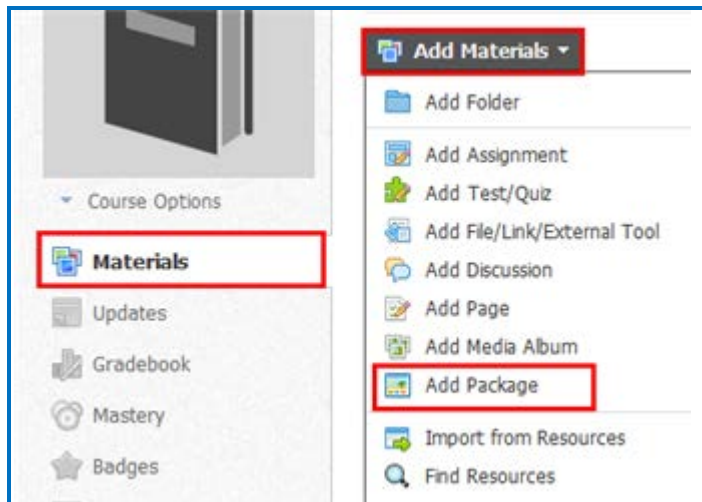 Course Options
Materials
Updates
Gradebook
Mastery
Badges
Add Materials
Add Folder
Add Assignment
Add Test/Quiz
Add File/Link/External Tool
Add Discussion
Add Page
Add Media Album
Add Package
Import from Resources
Find Resources